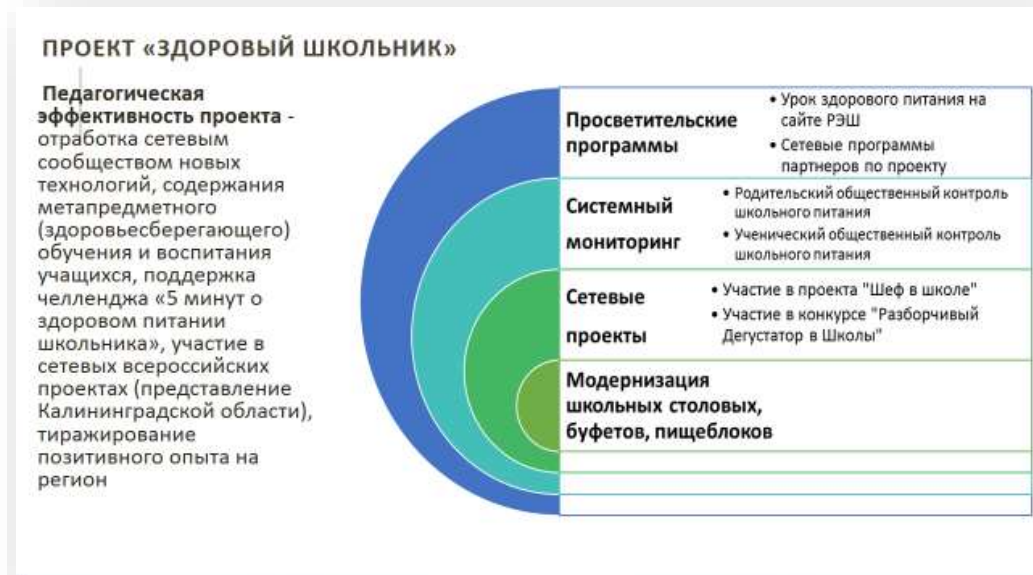 ПРОЕКТ «ЗДОРОВЫЙ ШКОЛЬНИК»
Педагогическая
эффективность проекта -
отработка сетевым
сообществом новых
технологий, содержания
метапредметного
(здоровьесберегающего)
обучения и воспитания
учащихся, поддержка
челленджа «5 минут о
здоровом питании
школьника», участие в
сетевых всероссийских
проектах (представление
Калининградской области),
тиражирование
позитивного опыта на
регион
Просветительские
программы
• Урок здорового питания на
сайте РЭШ
• Сетевые программы
партнеров по проекту
Системный
мониторинг
• Родительский общественный контроль
школьного питания
• Ученический общественный контроль
школьного питания
Сетевые
проекты
• Участие в проекта "Шеф в школе"
• Участие в конкурсе "Разборчивый
Дегустатор в Школы"
Модернизация
школьных столовых,
буфетов, пищеблоков